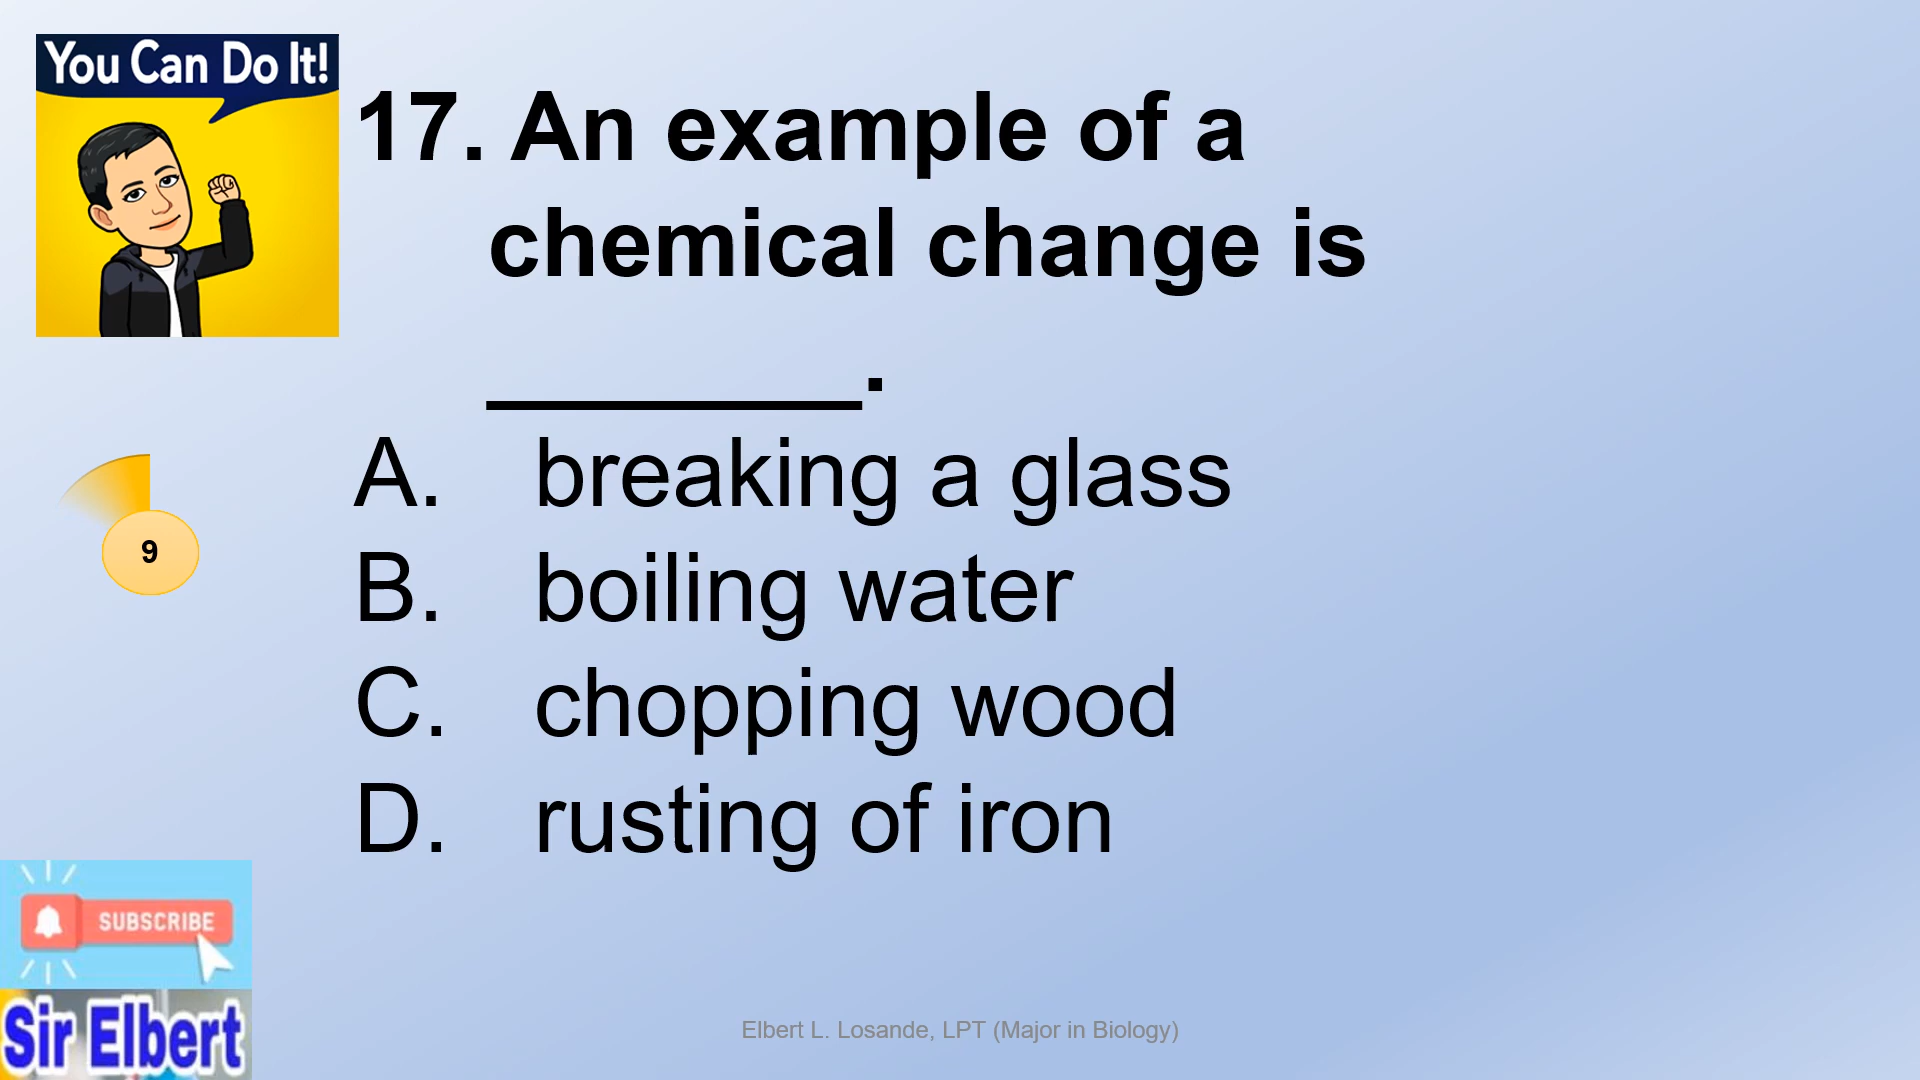 You Can Do It!
17. An example of a
chemical change is
_______.
A. breaking a glass
B. boiling water
C. chopping wood
D. rusting of iron
9
SUBSCRIBE
Sir Elbert
Elbert L. Losande, LPT (Major in Biology)